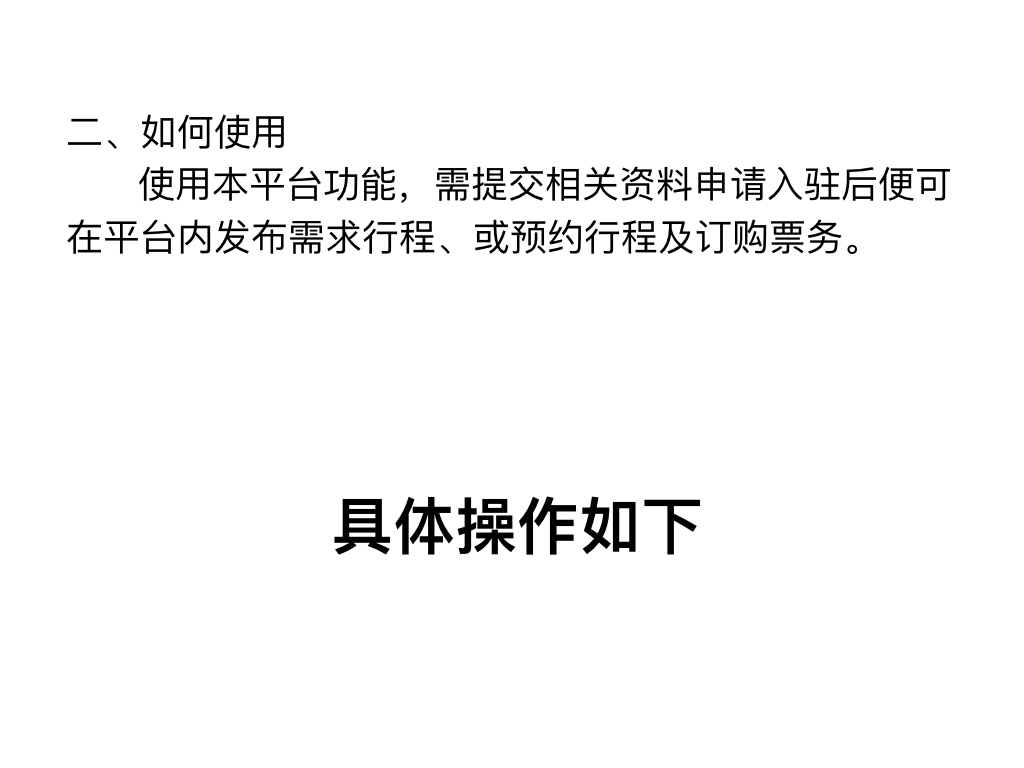 二、如何使用
使用本平台功能，需提交相关资料申请入驻后便可
在平台内发布需求行程、或预约行程及订购票务。
具体操作如下